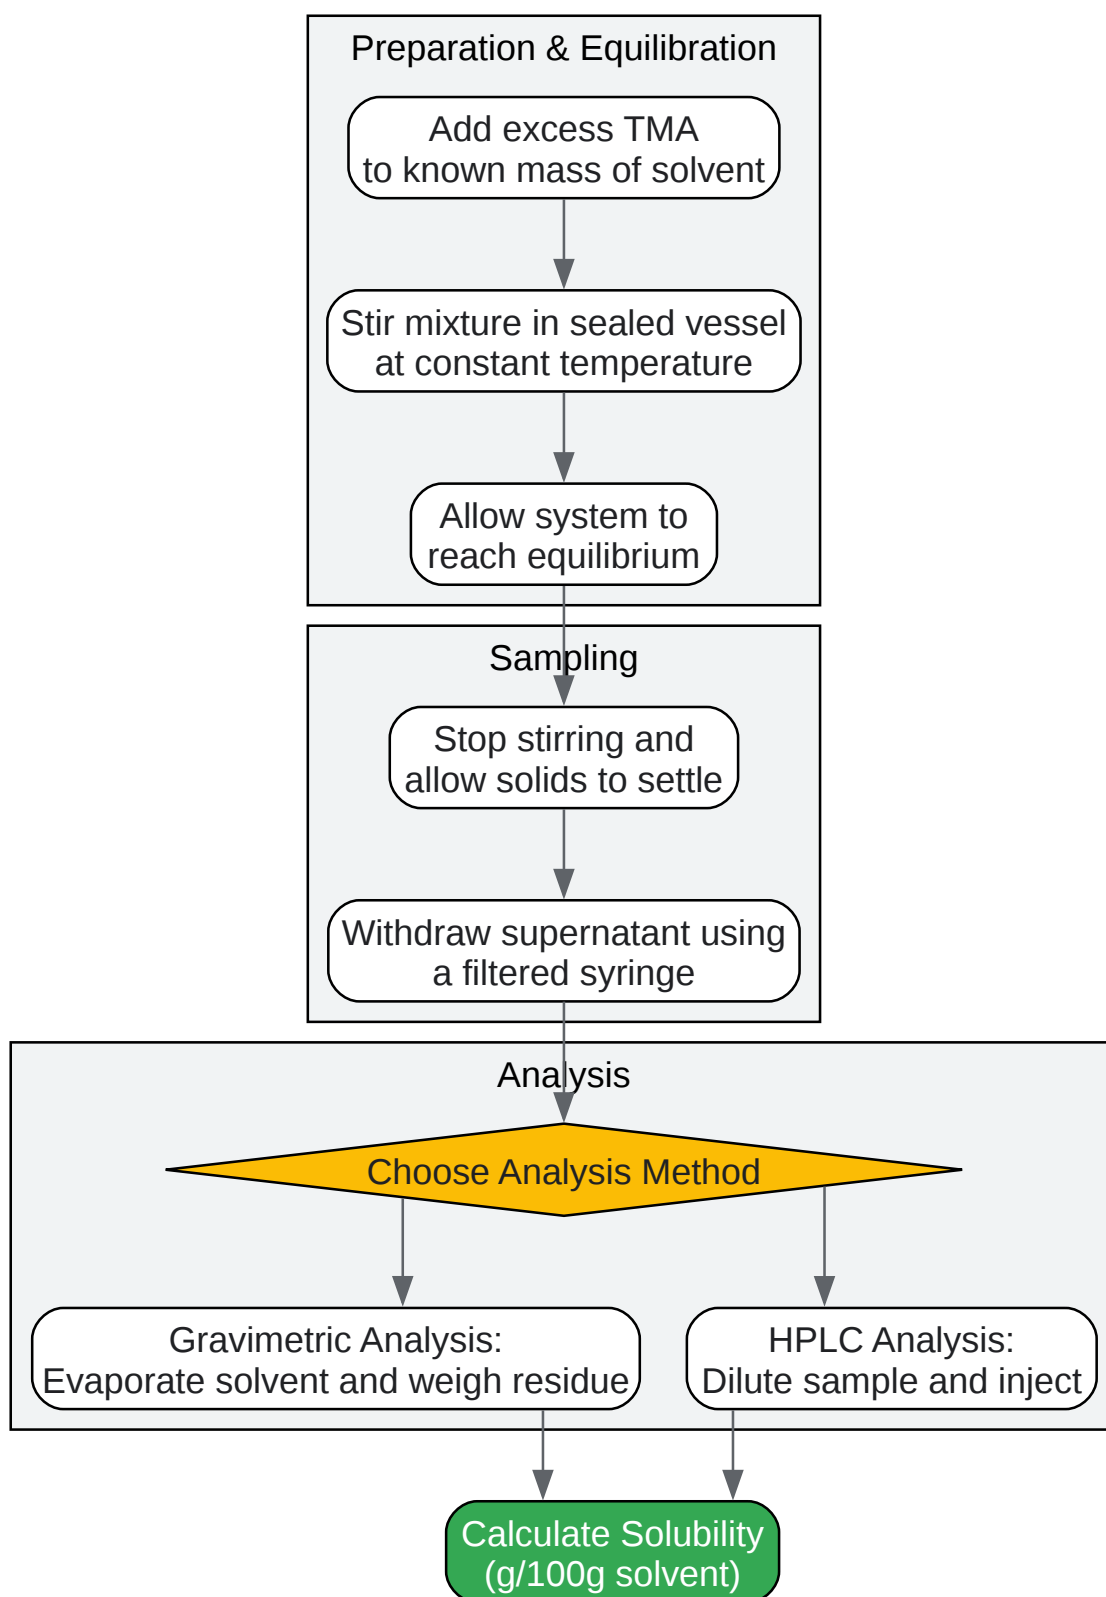 Preparation & Equilibration
Add excess TMA
to known mass of solvent
Stir mixture in sealed vessel
at constant temperature
Allow system to
reach equilibrium
Sampling
Stop stirring and
allow solids to settle
Withdraw supernatant using
a filtered syringe
Analysis
Choose Analysis Method
Gravimetric Analysis:
Evaporate solvent and weigh residue
HPLC Analysis:
Dilute sample and inject
Calculate Solubility
(g/100g solvent)